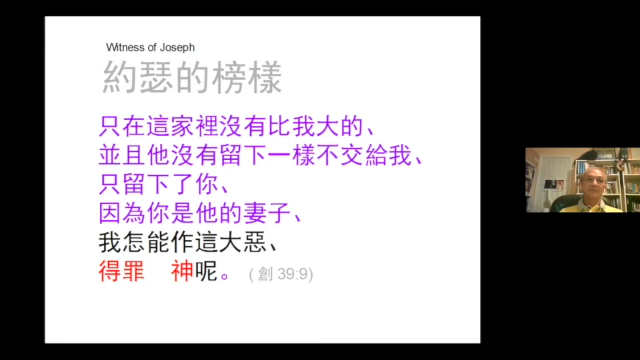 Witness of Joseph
約瑟的榜樣
只在這家裡沒有比我大的、
並且他沒有留下一樣不交給我、
只留下了你、
因為你是他的妻子、
我怎能作這大惡、
得罪　神呢。 ( 創 39:9)